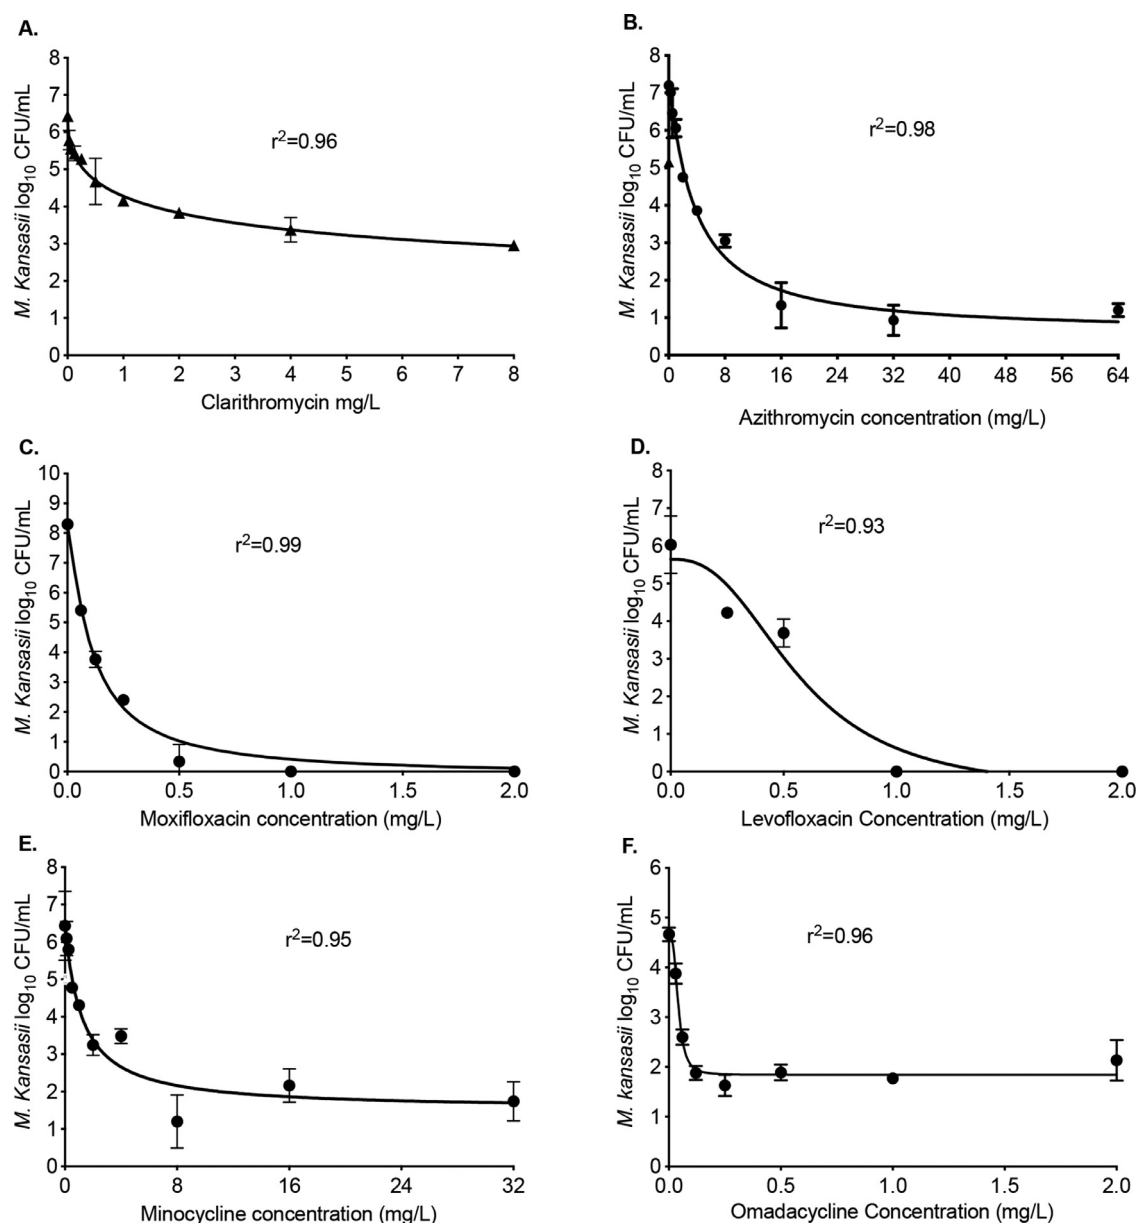 A.
M. Kansasii log10 CFU/mL
8
7
6
5
4
3
2
1
0
r2=0.96
0 1 2 3 4 5 6 7 8
Clarithromycin mg/L
B.
M. Kansasii log10 CFU/mL
8
7
6
5
4
3
2
1
0
r2=0.98
0 8 16 24 32 40 48 56 64
Azithromycin concentration (mg/L)
C.
M. Kansasii log10 CFU/mL
10
9
8
7
6
5
4
3
2
1
0
r2=0.99
0.0 0.5 1.0 1.5 2.0
Moxifloxacin concentration (mg/L)
D.
M. Kansasii log10 CFU/mL
8
7
6
5
4
3
2
1
0
r2=0.93
0.0 0.5 1.0 1.5 2.0
Levofloxacin Concentration (mg/L)
E.
M. Kansasii log10 CFU/mL
8
7
6
5
4
3
2
1
0
r2=0.95
0 8 16 24 32
Minocycline concentration (mg/L)
F.
M. kansasii log10 CFU/mL
6
5
4
3
2
1
0
r2=0.96
0.0 0.5 1.0 1.5 2.0
Omadacycline Concentration (mg/L)